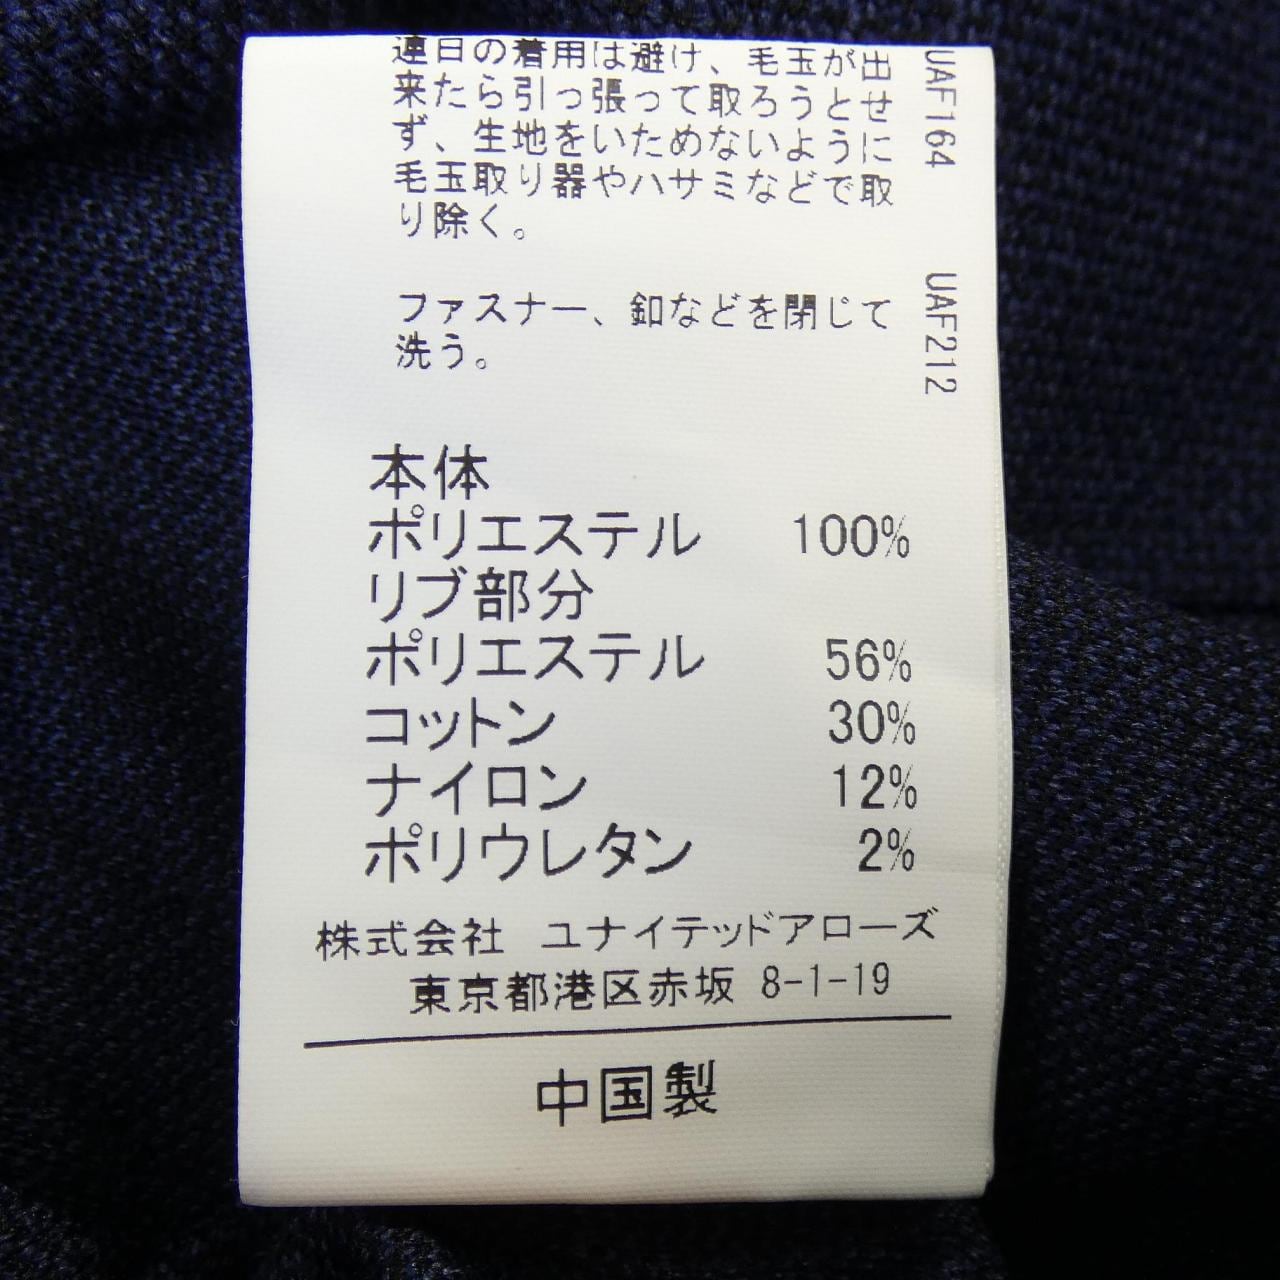 連日の着用は避け、毛玉が出
来たら引っ張って取ろうとせ
ず、生地をいためないように
毛玉取り器やハサミなどで取
り除く。
ファスナー、釦などを閉じて
洗う。
UAF164
UAF212
本体
ポリエステル 100%
リブ部分
ポリエステル 56%
コットン 30%
ナイロン 12%
ポリウレタン 2%
株式会社 ユナイテッドアローズ
東京都港区赤坂 8-1-19
中国製